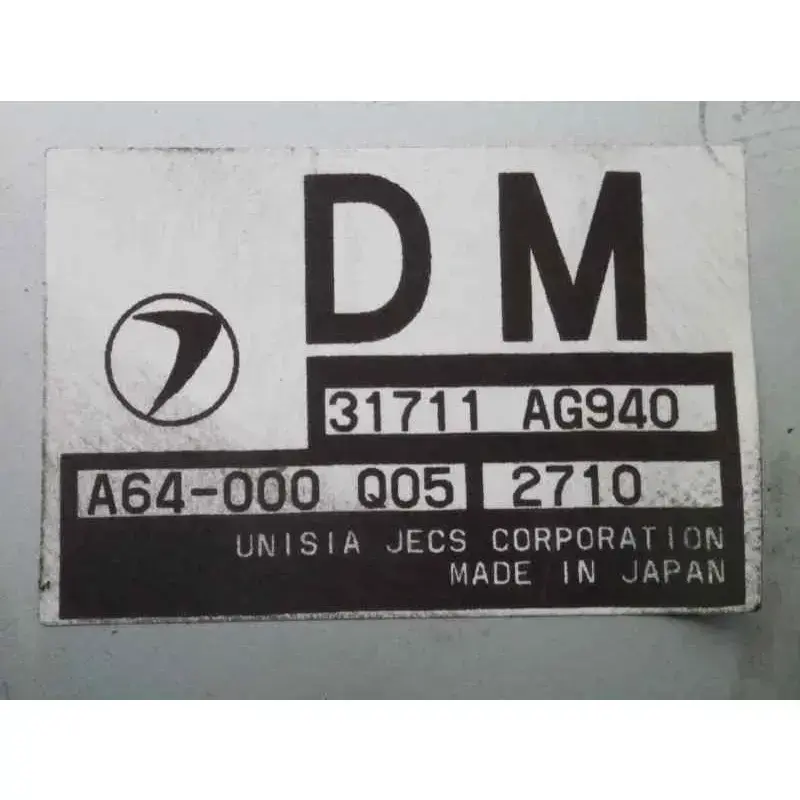 DM
31711 AG940
A64-000 Q05 2710
UNISIA JECS CORPORATION
MADE IN JAPAN